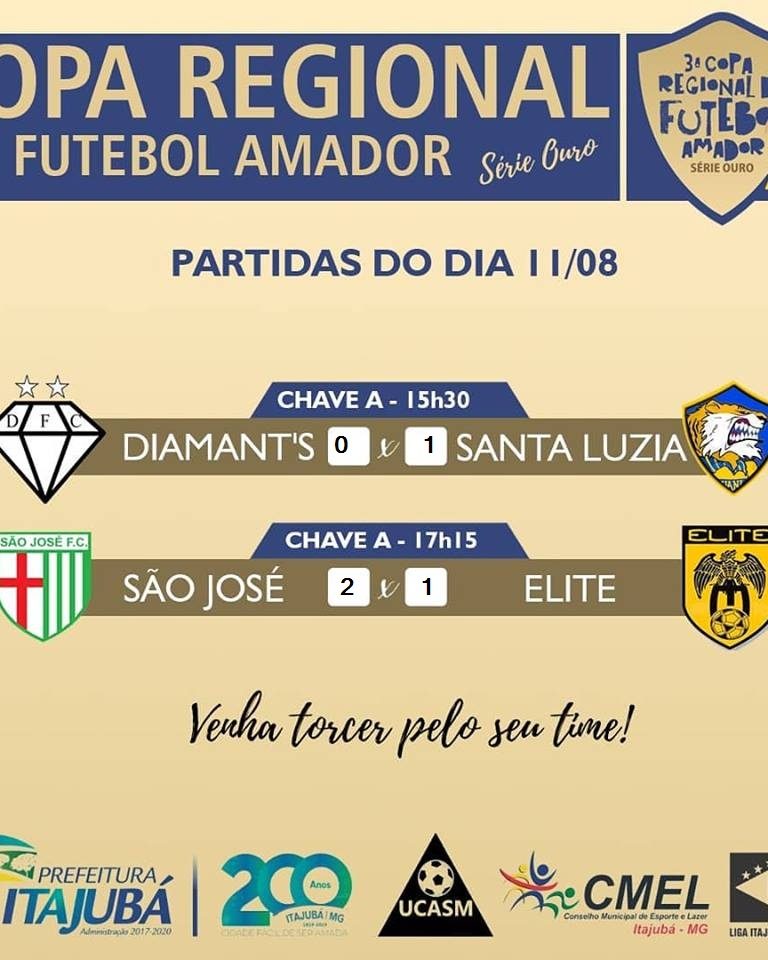 OPA REGIONAL
FUTEBOL AMADOR Série Ouro
3ª COPA
REGIONAL D
FUTEBO
AMADOR
SÉRIE OURO
PARTIDAS DO DIA 11/08
CHAVE A - 15h30
D F C
DIAMANT'S 0 x 1 SANTA LUZIA
CHAVE A - 17h15
SÃO JOSÉ F.C.
SÃO JOSÉ 2 x 1 ELITE
ELITE
Venha torcer pelo seu time!
PREFEITURA
ITAJUBÁ
Administração 2017-2020
200
Anos
ITAJUBÁ/MG
1819-2019
CIDADE FÁCIL DE SER AMADA
UCASM
CMEL
Conselho Municipal de Esporte e Lazer
Itajubá - MG
LIGA ITAJ